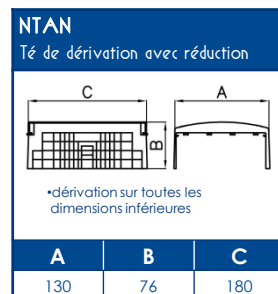 NTAN
Té de dérivation avec réduction
C
A
B
•dérivation sur toutes les
dimensions inférieures
A B C
130 76 180